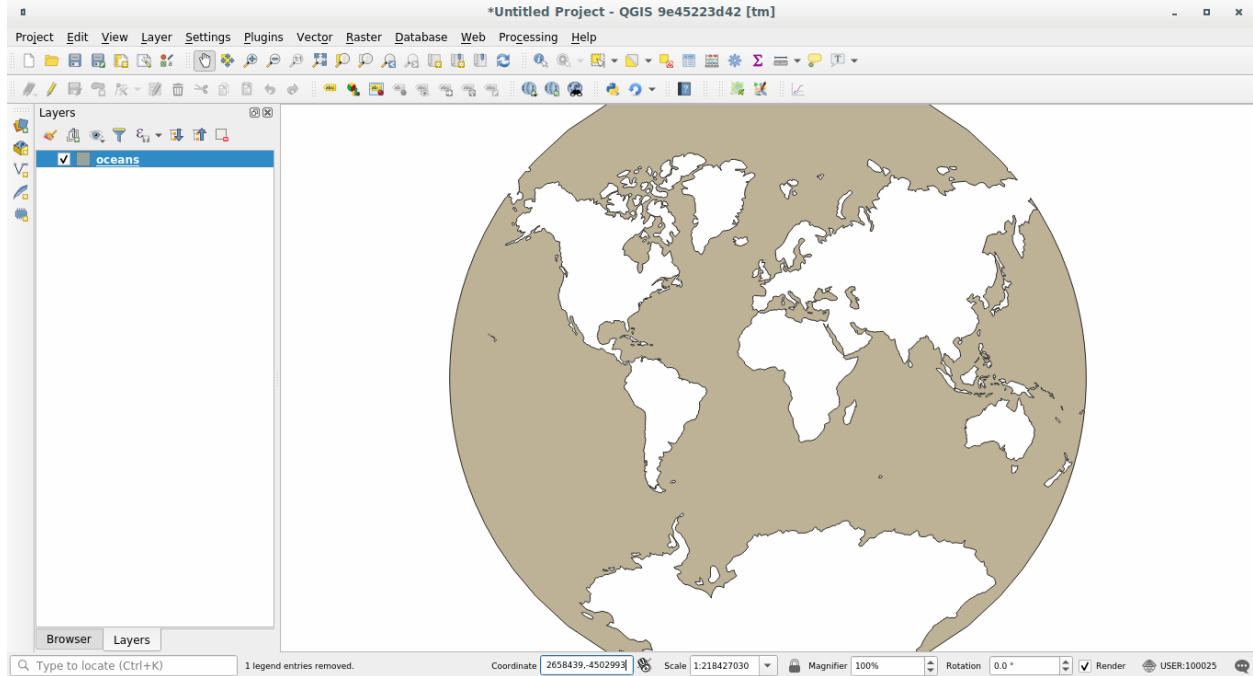 *Untitled Project - QGIS 9e45223d42 [tm]
Project Edit View Layer Settings Plugins Vector Raster Database Web Processing Help
Layers
oceans
Browser Layers
Type to locate (Ctrl+K) 1 legend entries removed. Coordinate 2658439,-4502993 Scale 1:218427030 Magnifier 100% Rotation 0.0 ° Render USER:100025